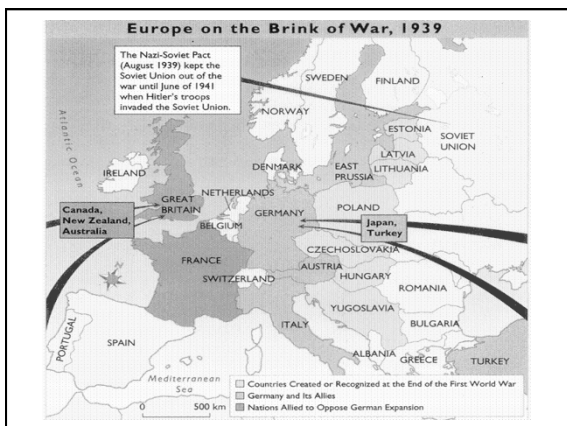 Europe on the Brink of War, 1939
The Nazi-Soviet Pact
(August 1939) kept the
Soviet Union out of the
war until June of 1941
when Hitler's troops
invaded the Soviet Union.
Atlantic Ocean
SWEDEN
FINLAND
NORWAY
ESTONIA
SOVIET
UNION
LATVIA
LITHUANIA
DENMARK
EAST
PRUSSIA
IRELAND
GREAT
BRITAIN
NETHERLANDS
Canada,
New Zealand,
Australia
GERMANY
POLAND
Japan,
Turkey
BELGIUM
CZECHOSLOVAKIA
FRANCE
AUSTRIA
SWITZERLAND
HUNGARY
ROMANIA
YUGOSLAVIA
BULGARIA
ITALY
PORTUGAL
SPAIN
ALBANIA
GREECE
TURKEY
Mediterranean
Sea
0 500 km
Countries Created or Recognized at the End of the First World War
Germany and Its Allies
Nations Allied to Oppose German Expansion